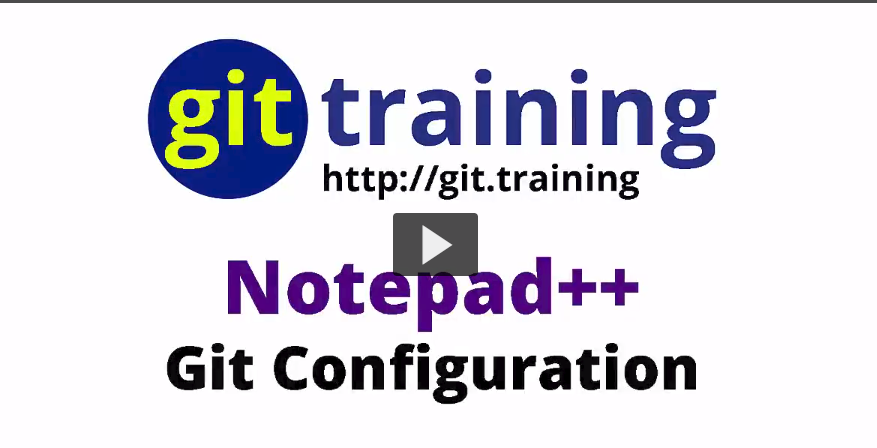 git training
http://git.training
Notepad++
Git Configuration